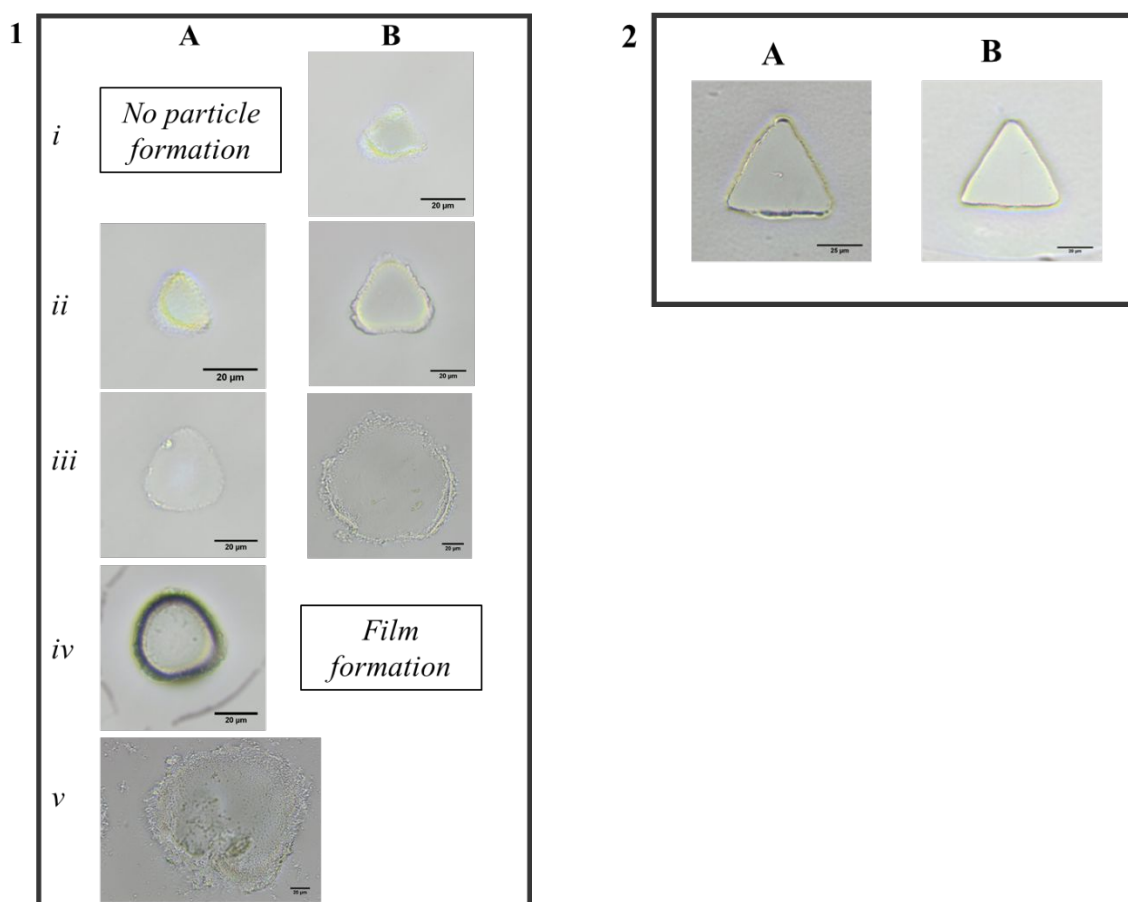 1
A
B
2
A
B
i
No particle
formation
20 µm
25 µm
ii
20 µm
20 µm
iii
20 µm
20 µm
iv
20 µm
Film
formation
v